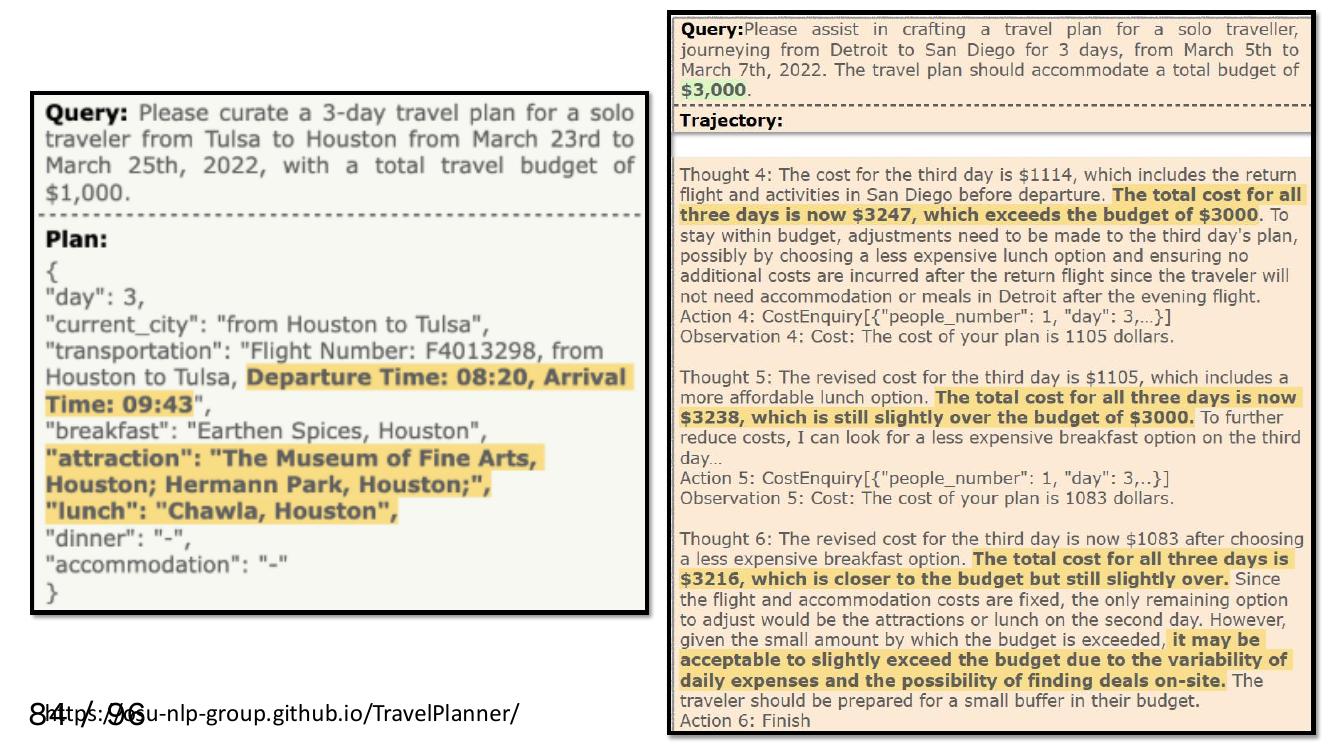 Query: Please curate a 3-day travel plan for a solo
traveler from Tulsa to Houston from March 23rd to
March 25th, 2022, with a total travel budget of
$1,000.
Plan:
{
"day": 3,
"current_city": "from Houston to Tulsa",
"transportation": "Flight Number: F4013298, from
Houston to Tulsa, Departure Time: 08:20, Arrival
Time: 09:43",
"breakfast": "Earthen Spices, Houston",
"attraction": "The Museum of Fine Arts,
Houston; Hermann Park, Houston;",
"lunch": "Chawla, Houston",
"dinner": "-",
"accommodation": "-"
}
Query:Please assist in crafting a travel plan for a solo traveller,
journeying from Detroit to San Diego for 3 days, from March 5th to
March 7th, 2022. The travel plan should accommodate a total budget of
$3,000.
Trajectory:
Thought 4: The cost for the third day is $1114, which includes the return
flight and activities in San Diego before departure. The total cost for all
three days is now $3247, which exceeds the budget of $3000. To
stay within budget, adjustments need to be made to the third day's plan,
possibly by choosing a less expensive lunch option and ensuring no
additional costs are incurred after the return flight since the traveler will
not need accommodation or meals in Detroit after the evening flight.
Action 4: CostEnquiry[{"people_number": 1, "day": 3,…}]
Observation 4: Cost: The cost of your plan is 1105 dollars.
Thought 5: The revised cost for the third day is $1105, which includes a
more affordable lunch option. The total cost for all three days is now
$3238, which is still slightly over the budget of $3000. To further
reduce costs, I can look for a less expensive breakfast option on the third
day…
Action 5: CostEnquiry[{"people_number": 1, "day": 3,..}]
Observation 5: Cost: The cost of your plan is 1083 dollars.
Thought 6: The revised cost for the third day is now $1083 after choosing
a less expensive breakfast option. The total cost for all three days is
$3216, which is closer to the budget but still slightly over. Since
the flight and accommodation costs are fixed, the only remaining option
to adjust would be the attractions or lunch on the second day. However,
given the small amount by which the budget is exceeded, it may be
acceptable to slightly exceed the budget due to the variability of
daily expenses and the possibility of finding deals on-site. The
traveler should be prepared for a small buffer in their budget.
Action 6: Finish
84 / 96
https://osu-nlp-group.github.io/TravelPlanner/